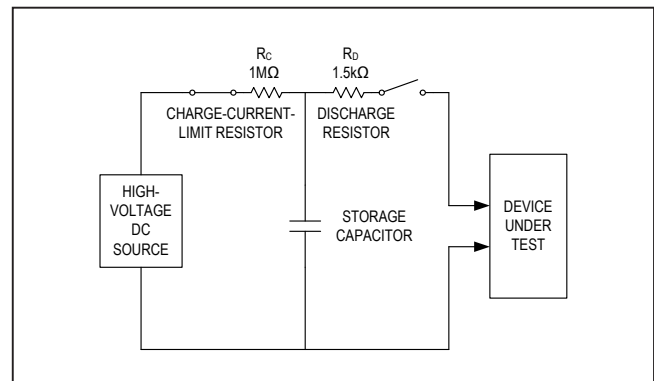 RC
1MΩ
CHARGE-CURRENT-
LIMIT RESISTOR
RD
1.5kΩ
DISCHARGE
RESISTOR
HIGH-
VOLTAGE
DC
SOURCE
STORAGE
CAPACITOR
DEVICE
UNDER
TEST